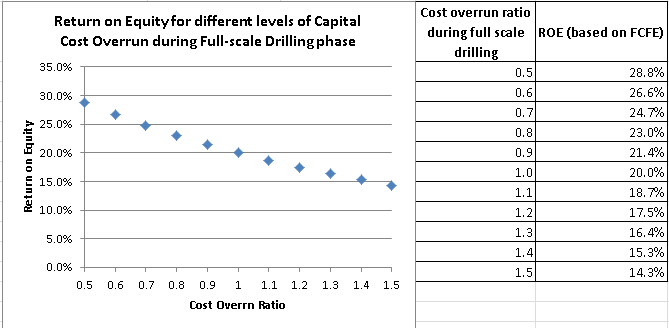 Return on Equity for different levels of Capital
Cost Overrun during Full-scale Drilling phase
35.0%
30.0%
25.0%
20.0%
15.0%
10.0%
5.0%
0.0%
Return on Equity
0.5 0.6 0.7 0.8 0.9 1 1.1 1.2 1.3 1.4 1.5
Cost Overrn Ratio
Cost overrun ratio
during full scale
drilling
ROE (based on FCFE)
0.5 28.8%
0.6 26.6%
0.7 24.7%
0.8 23.0%
0.9 21.4%
1.0 20.0%
1.1 18.7%
1.2 17.5%
1.3 16.4%
1.4 15.3%
1.5 14.3%